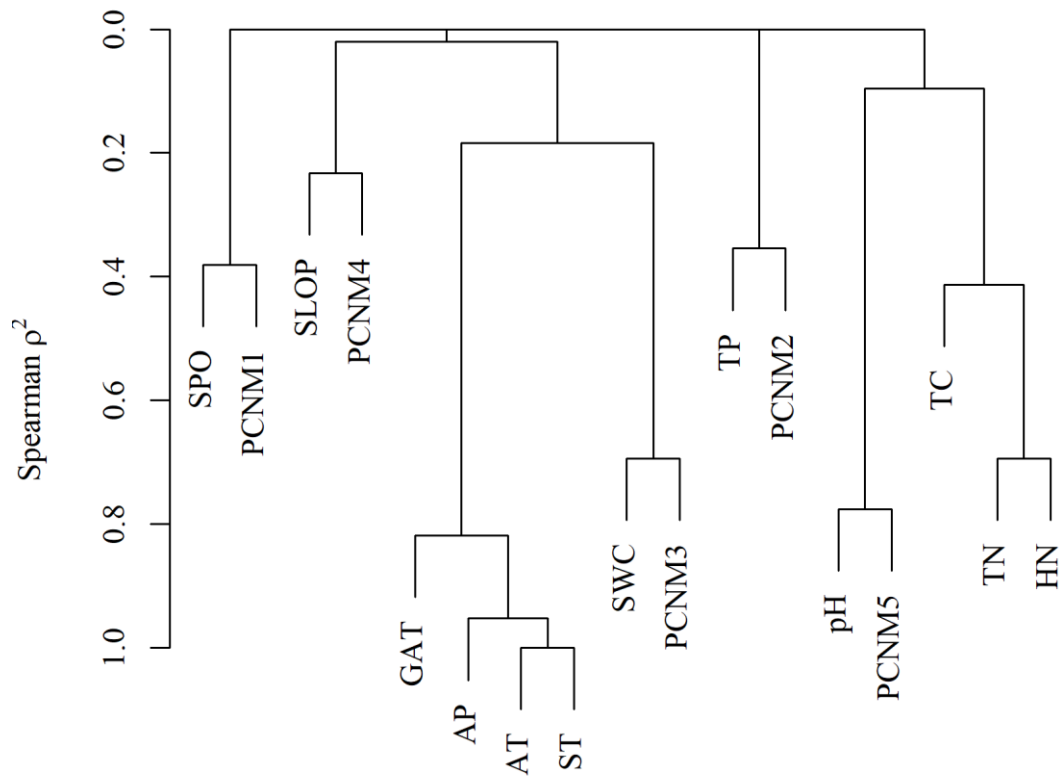 Spearman ρ²
0.0
0.2
0.4
0.6
0.8
1.0
SPO
PCNM1
SLOP
PCNM4
GAT
AP
AT
ST
SWC
PCNM3
TP
PCNM2
pH
PCNM5
TC
TN
HN